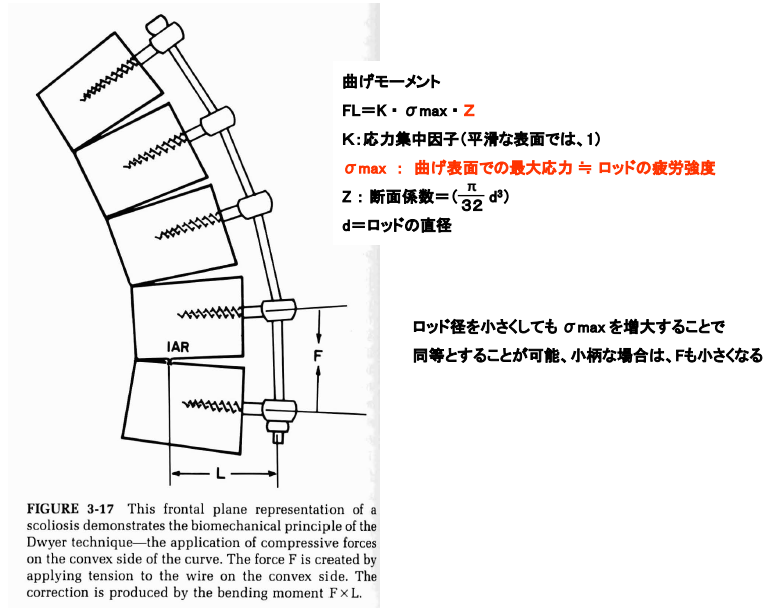 曲げモーメント
FL＝K・σmax・Z
K：応力集中因子（平滑な表面では、1）
σmax ： 曲げ表面での最大応力 ≒ ロッドの疲労強度
Z ： 断面係数＝（π/32 d³）
d＝ロッドの直径
ロッド径を小さくしても σmax を増大することで
同等とすることが可能、小柄な場合は、Fも小さくなる
IAR
F
L
FIGURE 3-17 This frontal plane representation of a
scoliosis demonstrates the biomechanical principle of the
Dwyer technique—the application of compressive forces
on the convex side of the curve. The force F is created by
applying tension to the wire on the convex side. The
correction is produced by the bending moment F×L.